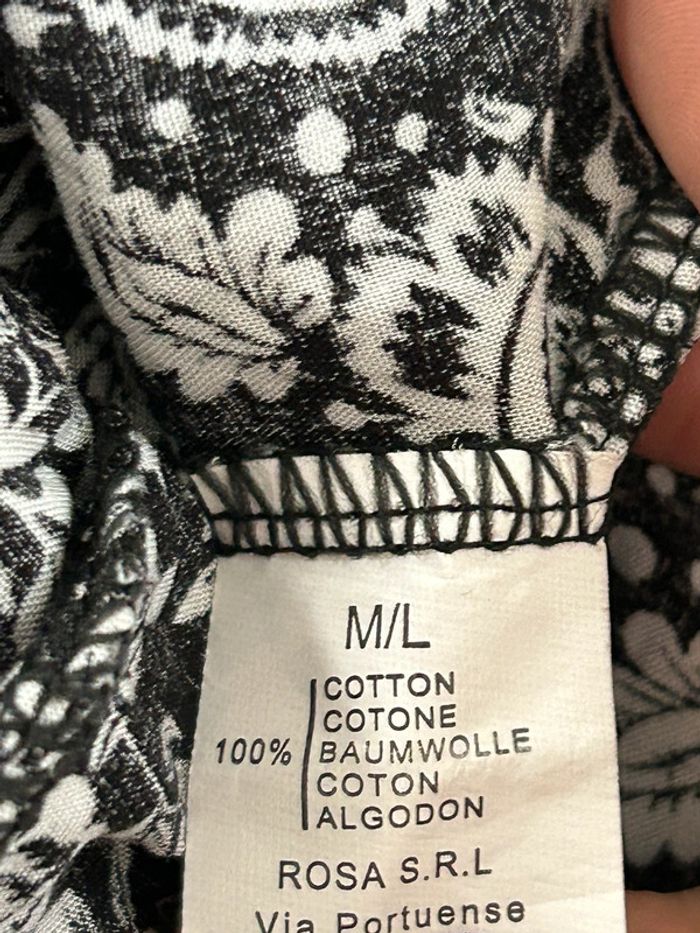 M/L
COTTON
COTONE
100% BAUMWOLLE
COTON
ALGODON
ROSA S.R.L
Via Portuense